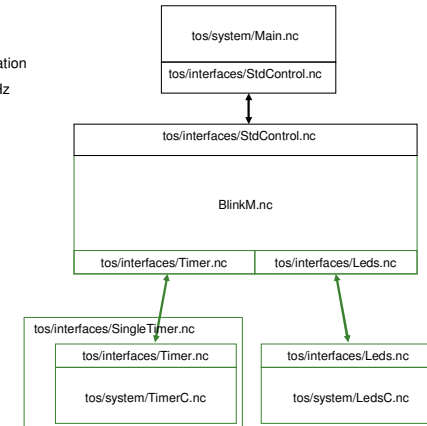 tos/system/Main.nc
tos/interfaces/StdControl.nc
tos/interfaces/StdControl.nc
BlinkM.nc
tos/interfaces/Timer.nc tos/interfaces/Leds.nc
tos/interfaces/SingleTimer.nc
tos/interfaces/Timer.nc tos/interfaces/Leds.nc
tos/system/TimerC.nc tos/system/LedsC.nc